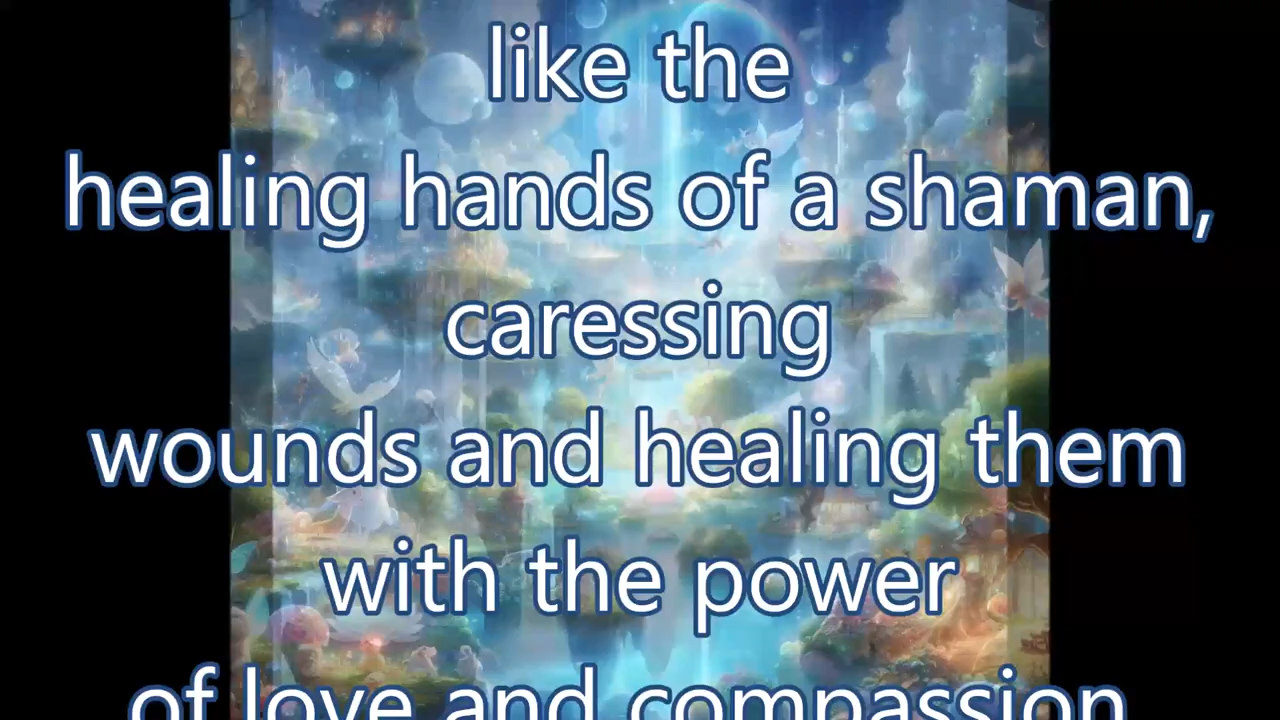 like the
healing hands of a shaman,
caressing
wounds and healing them
with the power
of love and compassion